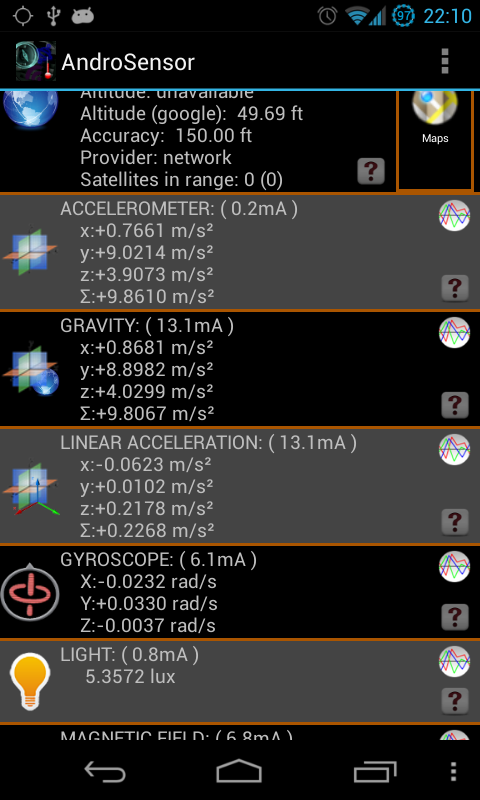 97 22:10
AndroSensor
Altitude: unavailable
Altitude (google): 49.69 ft
Accuracy: 150.00 ft
Provider: network
Satellites in range: 0 (0)
Maps
?
ACCELEROMETER: ( 0.2mA )
x:+0.7661 m/s²
y:+9.0214 m/s²
z:+3.9073 m/s²
Σ:+9.8610 m/s²
?
GRAVITY: ( 13.1mA )
x:+0.8681 m/s²
y:+8.8982 m/s²
z:+4.0299 m/s²
Σ:+9.8067 m/s²
?
LINEAR ACCELERATION: ( 13.1mA )
x:-0.0623 m/s²
y:+0.0102 m/s²
z:+0.2178 m/s²
Σ:+0.2268 m/s²
?
GYROSCOPE: ( 6.1mA )
X:-0.0232 rad/s
Y:+0.0330 rad/s
Z:-0.0037 rad/s
?
LIGHT: ( 0.8mA )
5.3572 lux
?
MAGNETIC FIELD: ( 6.8mA )